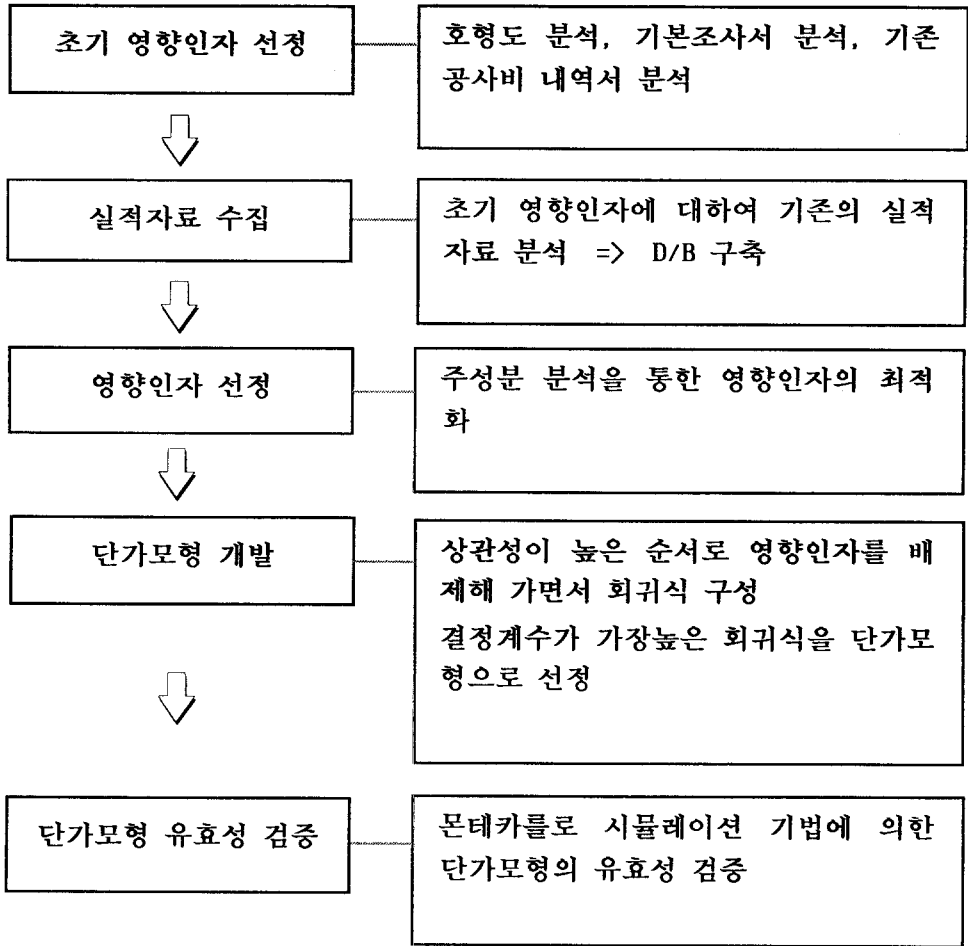 초기 영향인자 선정
호형도 분석, 기본조사서 분석, 기존
공사비 내역서 분석
실적자료 수집
초기 영향인자에 대하여 기존의 실적
자료 분석 => D/B 구축
영향인자 선정
주성분 분석을 통한 영향인자의 최적
화
단가모형 개발
상관성이 높은 순서로 영향인자를 배
제해 가면서 회귀식 구성
결정계수가 가장높은 회귀식을 단가모
형으로 선정
단가모형 유효성 검증
몬테카를로 시뮬레이션 기법에 의한
단가모형의 유효성 검증